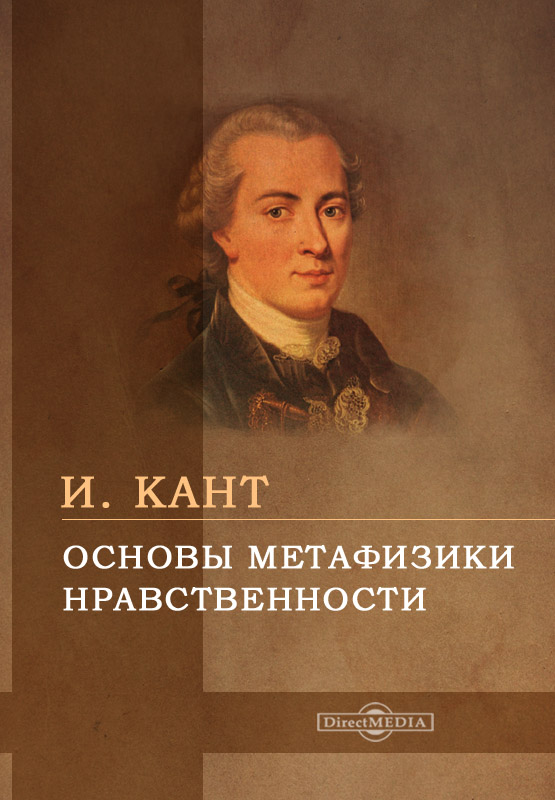 И. КАНТ
ОСНОВЫ МЕТАФИЗИКИ
НРАВСТВЕННОСТИ
DirectMEDIA